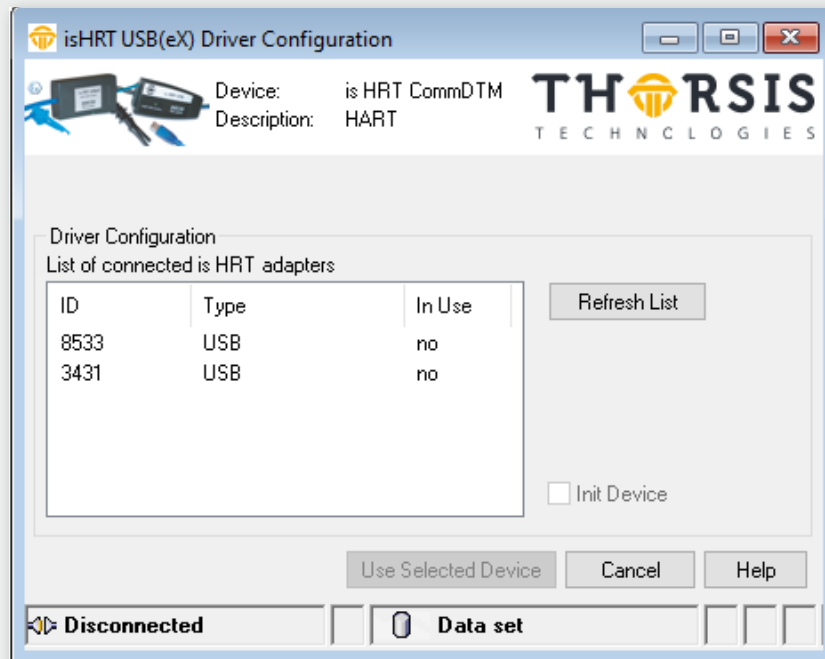 isHRT USB(eX) Driver Configuration
Device: is HRT CommDTM
Description: HART
THORSIS
TECHNOLOGIES
Driver Configuration
List of connected is HRT adapters
ID Type In Use
Refresh List
8533 USB no
3431 USB no
Init Device
Use Selected Device Cancel Help
Disconnected Data set